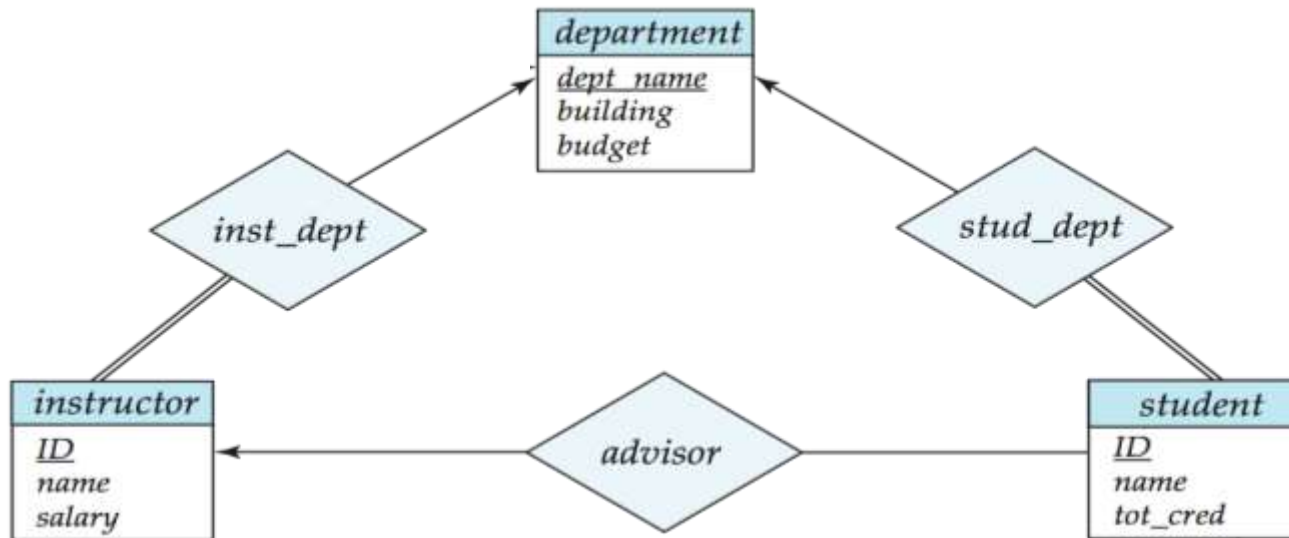 department
dept_name
building
budget
inst_dept
stud_dept
instructor
ID
name
salary
advisor
student
ID
name
tot_cred